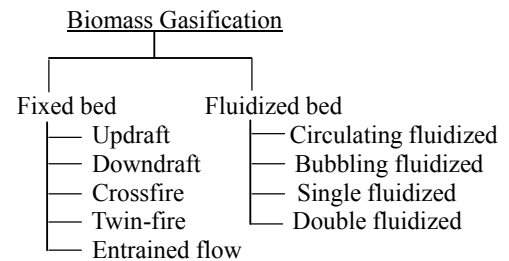 Biomass Gasification
Fixed bed
Updraft
Downdraft
Crossfire
Twin-fire
Entrained flow
Fluidized bed
Circulating fluidized
Bubbling fluidized
Single fluidized
Double fluidized